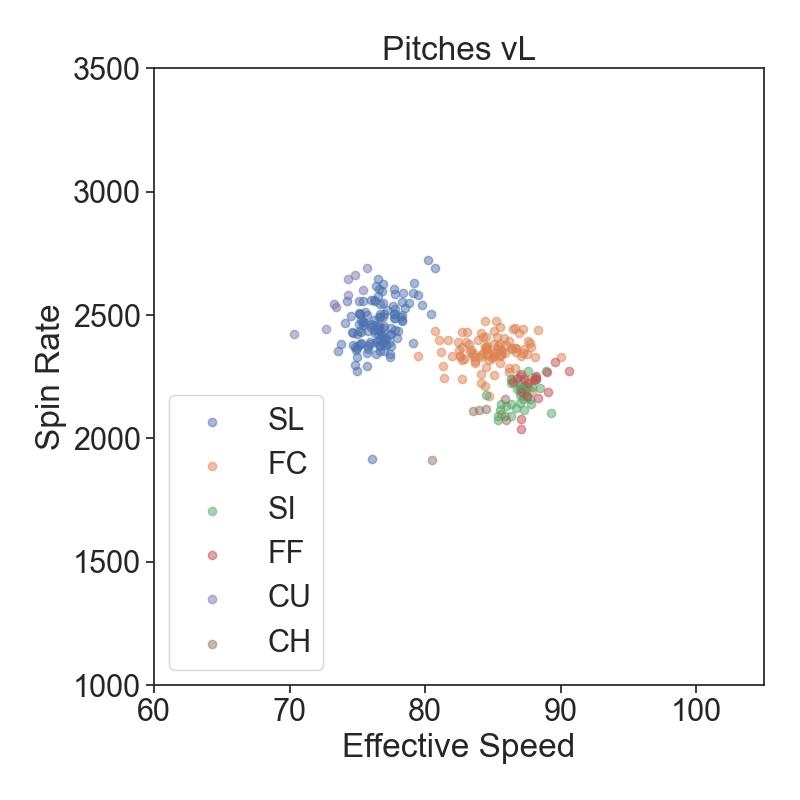 Pitches vL
3500
3000
2500
2000
1500
1000
Spin Rate
SL
FC
SI
FF
CU
CH
60 70 80 90 100
Effective Speed